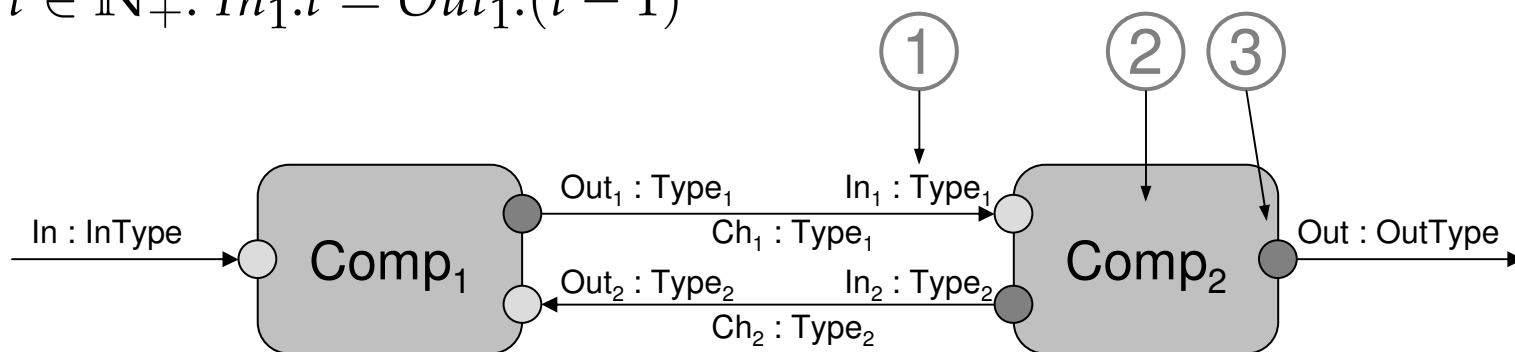 t ∈ ℕ₊. In₁.t = Out₁.(t − 1)
1 2 3
Out₁ : Type₁ In₁ : Type₁
In : InType Ch₁ : Type₁ Out : OutType
Comp₁ Comp₂
Out₂ : Type₂ In₂ : Type₂
Ch₂ : Type₂